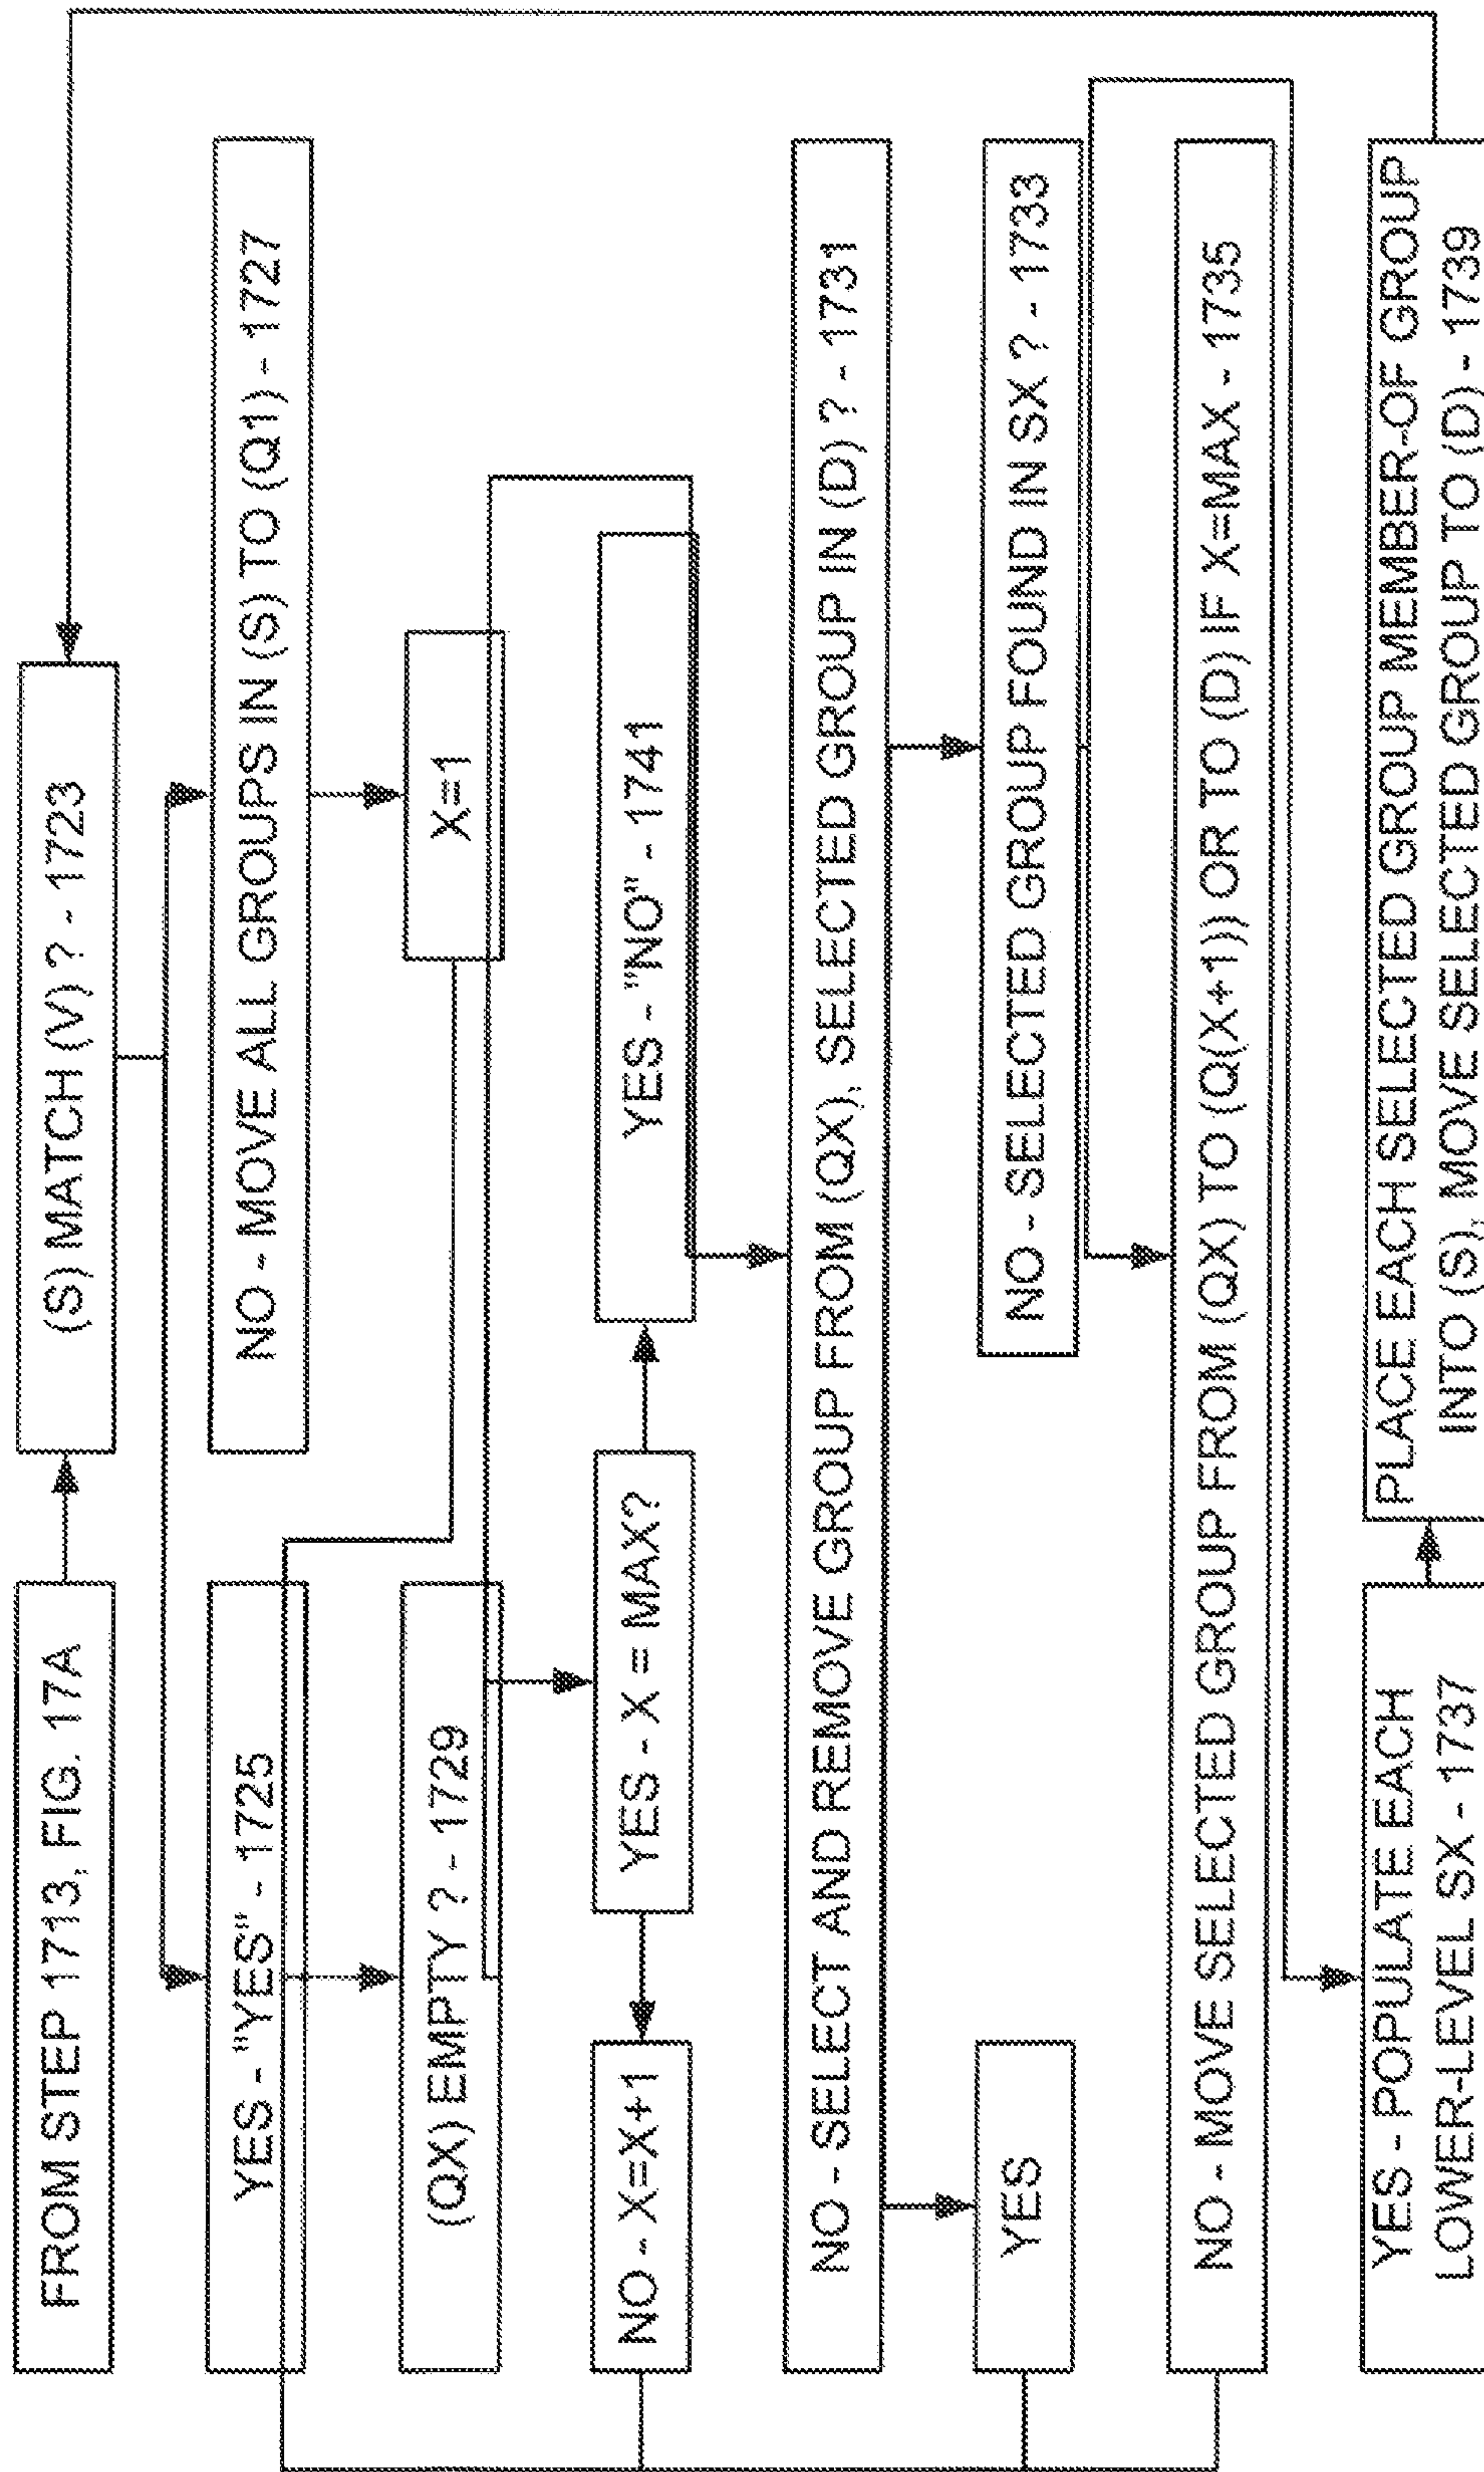 FROM STEP 1713, FIG. 17A
(S) MATCH (V) ? - 1723
YES - "YES" - 1725
NO - MOVE ALL GROUPS IN (S) TO (Q1) - 1727
(QX) EMPTY ? - 1729
X=1
NO - X=X+1
YES - X = MAX?
YES - "NO" - 1741
NO - SELECT AND REMOVE GROUP FROM (QX), SELECTED GROUP IN (D) ? - 1731
YES
NO - SELECTED GROUP FOUND IN SX ? - 1733
NO - MOVE SELECTED GROUP FROM (QX) TO (Q(X+1)) OR TO (D) IF X=MAX - 1735
YES - POPULATE EACH
LOWER-LEVEL SX - 1737
PLACE EACH SELECTED GROUP MEMBER-OF GROUP
INTO (S), MOVE SELECTED GROUP TO (D) - 1739